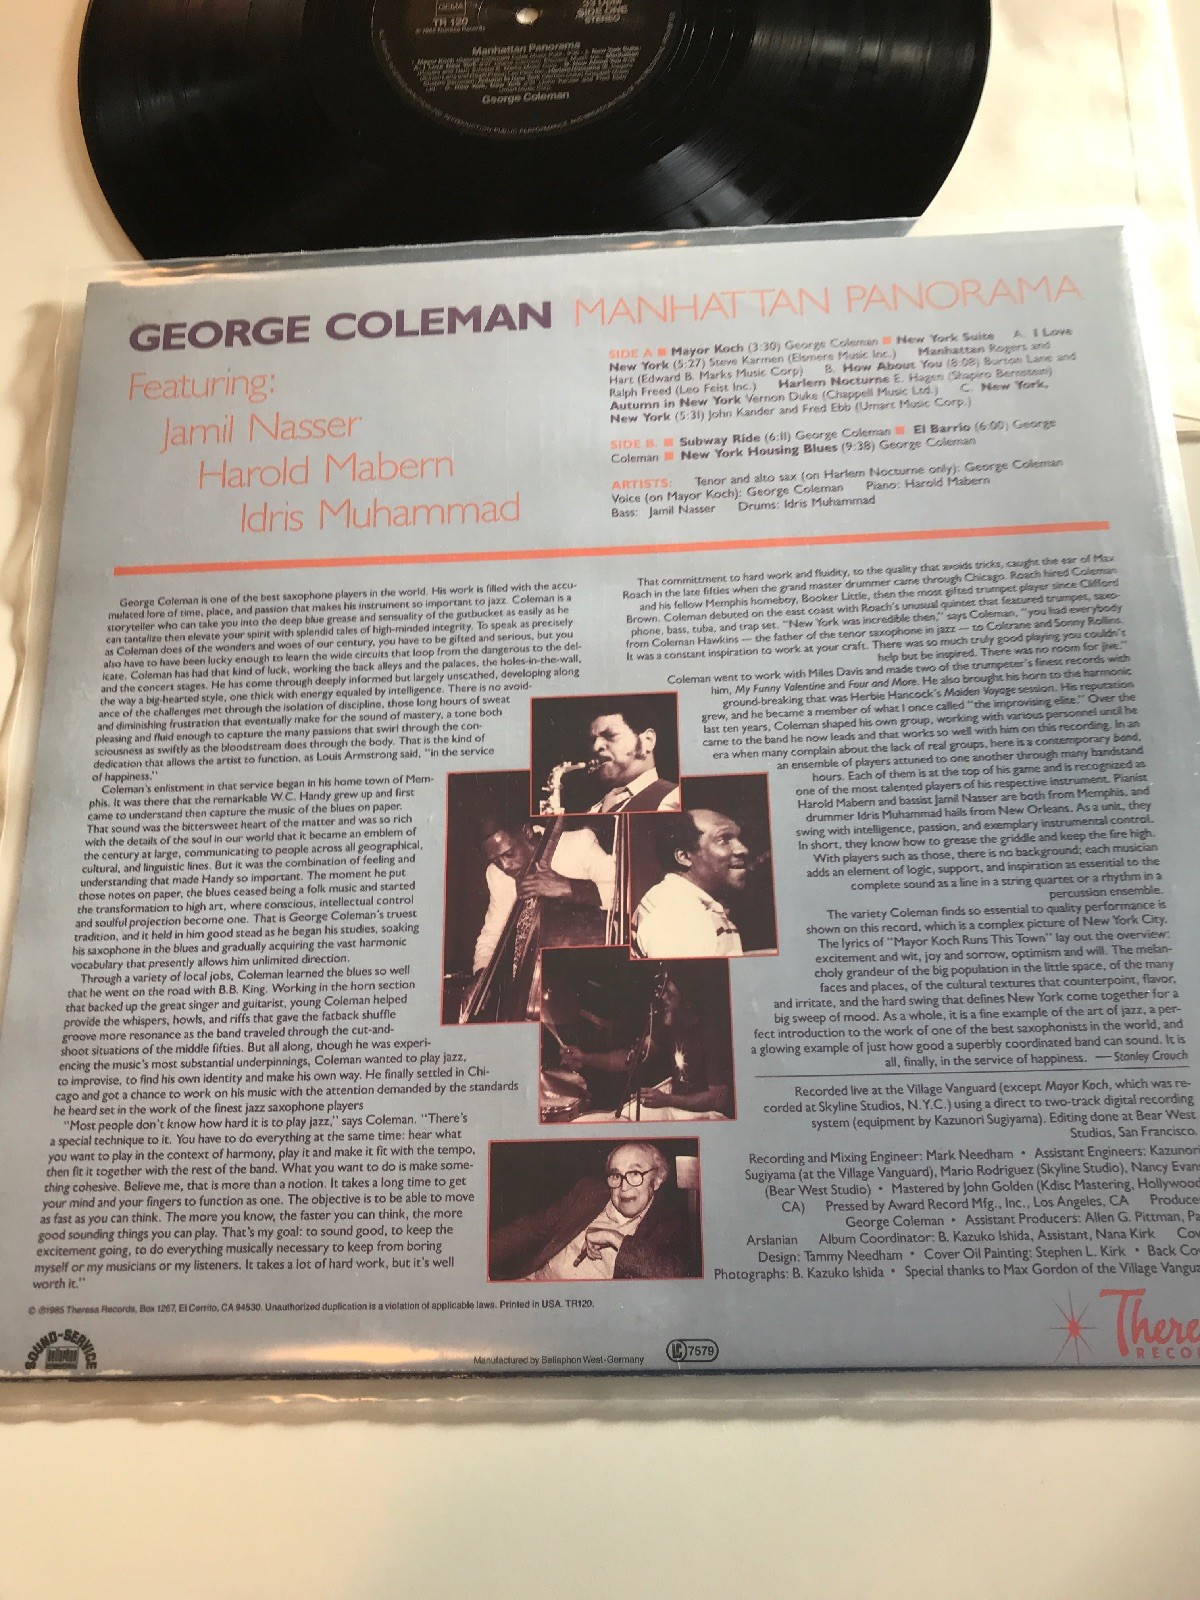 GEMA
TR 120
SIDE ONE
STEREO
Manhattan Panorama
George Coleman
GEORGE COLEMAN MANHATTAN PANORAMA
Featuring:
Jamil Nasser
Harold Mabern
Idris Muhammad
SIDE A ■ Mayor Koch (3:30) George Coleman ■ New York Suite A. I Love
New York (5:27) Steve Karmen (Elsmere Music Inc.) Manhattan Rogers and
Hart (Edward B. Marks Music Corp) B. How About You (8:08) Burton Lane and
Ralph Freed (Leo Feist Inc.) Harlem Nocturne E. Hagen (Shapiro Bernstein)
Autumn in New York Vernon Duke (Chappell Music Ltd.) C. New York,
New York (5:31) John Kander and Fred Ebb (Umart Music Corp.)
SIDE B. ■ Subway Ride (6:11) George Coleman ■ El Barrio (6:00) George
Coleman ■ New York Housing Blues (9:38) George Coleman
ARTISTS: Tenor and alto sax (on Harlem Nocturne only): George Coleman
Voice (on Mayor Koch): George Coleman Piano: Harold Mabern
Bass: Jamil Nasser Drums: Idris Muhammad
George Coleman is one of the best saxophone players in the world. His work is filled with the accu-
mulated lore of time, place, and passion that makes his instrument so important to jazz. Coleman is a
storyteller who can take you into the deep blue grease and sensuality of the gutbucket as easily as he
can tantalize then elevate your spirit with splendid tales of high-minded integrity. To speak as precisely
as Coleman does of the wonders and woes of our century, you have to be gifted and serious, but you
also have to have been lucky enough to learn the wide circuits that loop from the dangerous to the del-
icate. Coleman has had that kind of luck, working the back alleys and the palaces, the holes-in-the-wall,
and the concert stages. He has come through deeply informed but largely unscathed, developing along
the way a big-hearted style, one thick with energy equaled by intelligence. There is no avoid-
ance of the challenges met through the isolation of discipline, those long hours of sweat
and diminishing frustration that eventually make for the sound of mastery, a tone both
pleasing and fluid enough to capture the many passions that swirl through the con-
sciousness as swiftly as the bloodstream does through the body. That is the kind of
dedication that allows the artist to function, as Louis Armstrong said, "in the service
of happiness."
Coleman's enlistment in that service began in his home town of Mem-
phis. It was there that the remarkable W.C. Handy grew up and first
came to understand then capture the music of the blues on paper.
That sound was the bittersweet heart of the matter and was so rich
with the details of the soul in our world that it became an emblem of
the century at large, communicating to people across all geographical,
cultural, and linguistic lines. But it was the combination of feeling and
understanding that made Handy so important. The moment he put
those notes on paper, the blues ceased being a folk music and started
the transformation to high art, where conscious, intellectual control
and soulful projection become one. That is George Coleman's truest
tradition, and it held in him good stead as he began his studies, soaking
his saxophone in the blues and gradually acquiring the vast harmonic
vocabulary that presently allows him unlimited direction.
Through a variety of local jobs, Coleman learned the blues so well
that he went on the road with B.B. King. Working in the horn section
that backed up the great singer and guitarist, young Coleman helped
provide the whispers, howls, and riffs that gave the fatback shuffle
groove more resonance as the band traveled through the cut-and-
shoot situations of the middle fifties. But all along, though he was experi-
encing the music's most substantial underpinnings, Coleman wanted to play jazz,
to improvise, to find his own identity and make his own way. He finally settled in Chi-
cago and got a chance to work on his music with the attention demanded by the standards
he heard set in the work of the finest jazz saxophone players
"Most people don't know how hard it is to play jazz," says Coleman. "There's
a special technique to it. You have to do everything at the same time: hear what
you want to play in the context of harmony, play it and make it fit with the tempo,
then fit it together with the rest of the band. What you want to do is make some-
thing cohesive. Believe me, that is more than a notion. It takes a long time to get
your mind and your fingers to function as one. The objective is to be able to move
as fast as you can think. The more you know, the faster you can think, the more
good sounding things you can play. That's my goal: to sound good, to keep the
excitement going, to do everything musically necessary to keep from boring
myself or my musicians or my listeners. It takes a lot of hard work, but it's well
worth it."
That committment to hard work and fluidity, to the quality that avoids tricks, caught the ear of Max
Roach in the late fifties when the grand master drummer came through Chicago. Roach hired Coleman
and his fellow Memphis homeboy, Booker Little, then the most gifted trumpet player since Clifford
Brown. Coleman debuted on the east coast with Roach's unusual quintet that featured trumpet, saxo-
phone, bass, tuba, and trap set. "New York was incredible then," says Coleman, "you had everybody
from Coleman Hawkins — the father of the tenor saxophone in jazz — to Coltrane and Sonny Rollins.
It was a constant inspiration to work at your craft. There was so much truly good playing you couldn't
help but be inspired. There was no room for jive."
Coleman went to work with Miles Davis and made two of the trumpeter's finest records with
him, My Funny Valentine and Four and More. He also brought his horn to the harmonic
ground-breaking that was Herbie Hancock's Maiden Voyage session. His reputation
grew, and he became a member of what I once called "the improvising elite." Over the
last ten years, Coleman shaped his own group, working with various personnel until he
came to the band he now leads and that works so well with him on this recording. In an
era when many complain about the lack of real groups, here is a contemporary band,
an ensemble of players attuned to one another through many bandstand
hours. Each of them is at the top of his game and is recognized as
one of the most talented players of his respective instrument. Pianist
Harold Mabern and bassist Jamil Nasser are both from Memphis, and
drummer Idris Muhammad hails from New Orleans. As a unit, they
swing with intelligence, passion, and exemplary instrumental control.
In short, they know how to grease the griddle and keep the fire high.
With players such as those, there is no background; each musician
adds an element of logic, support, and inspiration as essential to the
complete sound as a line in a string quartet or a rhythm in a
percussion ensemble.
The variety Coleman finds so essential to quality performance is
shown on this record, which is a complex picture of New York City.
The lyrics of "Mayor Koch Runs This Town" lay out the overview:
excitement and wit, joy and sorrow, optimism and will. The melan-
choly grandeur of the big population in the little space, of the many
faces and places, of the cultural textures that counterpoint, flavor,
and irritate, and the hard swing that defines New York come together for a
big sweep of mood. As a whole, it is a fine example of the art of jazz, a per-
fect introduction to the work of one of the best saxophonists in the world, and
a glowing example of just how good a superbly coordinated band can sound. It is
all, finally, in the service of happiness. —Stanley Crouch
Recorded live at the Village Vanguard (except Mayor Koch, which was re-
corded at Skyline Studios, N.Y.C.) using a direct to two-track digital recording
system (equipment by Kazunori Sugiyama). Editing done at Bear West
Studios, San Francisco.
Recording and Mixing Engineer: Mark Needham • Assistant Engineers: Kazunori
Sugiyama (at the Village Vanguard), Mario Rodriguez (Skyline Studio), Nancy Evans
(Bear West Studio) • Mastered by John Golden (Kdisc Mastering, Hollywood
CA) Pressed by Award Record Mfg., Inc., Los Angeles, CA Produce
George Coleman • Assistant Producers: Allen G. Pittman, Pa
Arslanian Album Coordinator: B. Kazuko Ishida, Assistant, Nana Kirk Cov
Design: Tammy Needham • Cover Oil Painting: Stephen L. Kirk • Back Co
Photographs: B. Kazuko Ishida • Special thanks to Max Gordon of the Village Vangua
© ℗1985 Theresa Records, Box 1267, El Cerrito, CA 94530. Unauthorized duplication is a violation of applicable laws. Printed in USA. TR120.
SOUND-SERVICE
bellaphon
Manufactured by Bellaphon West-Germany
LC 7579
There
RECO